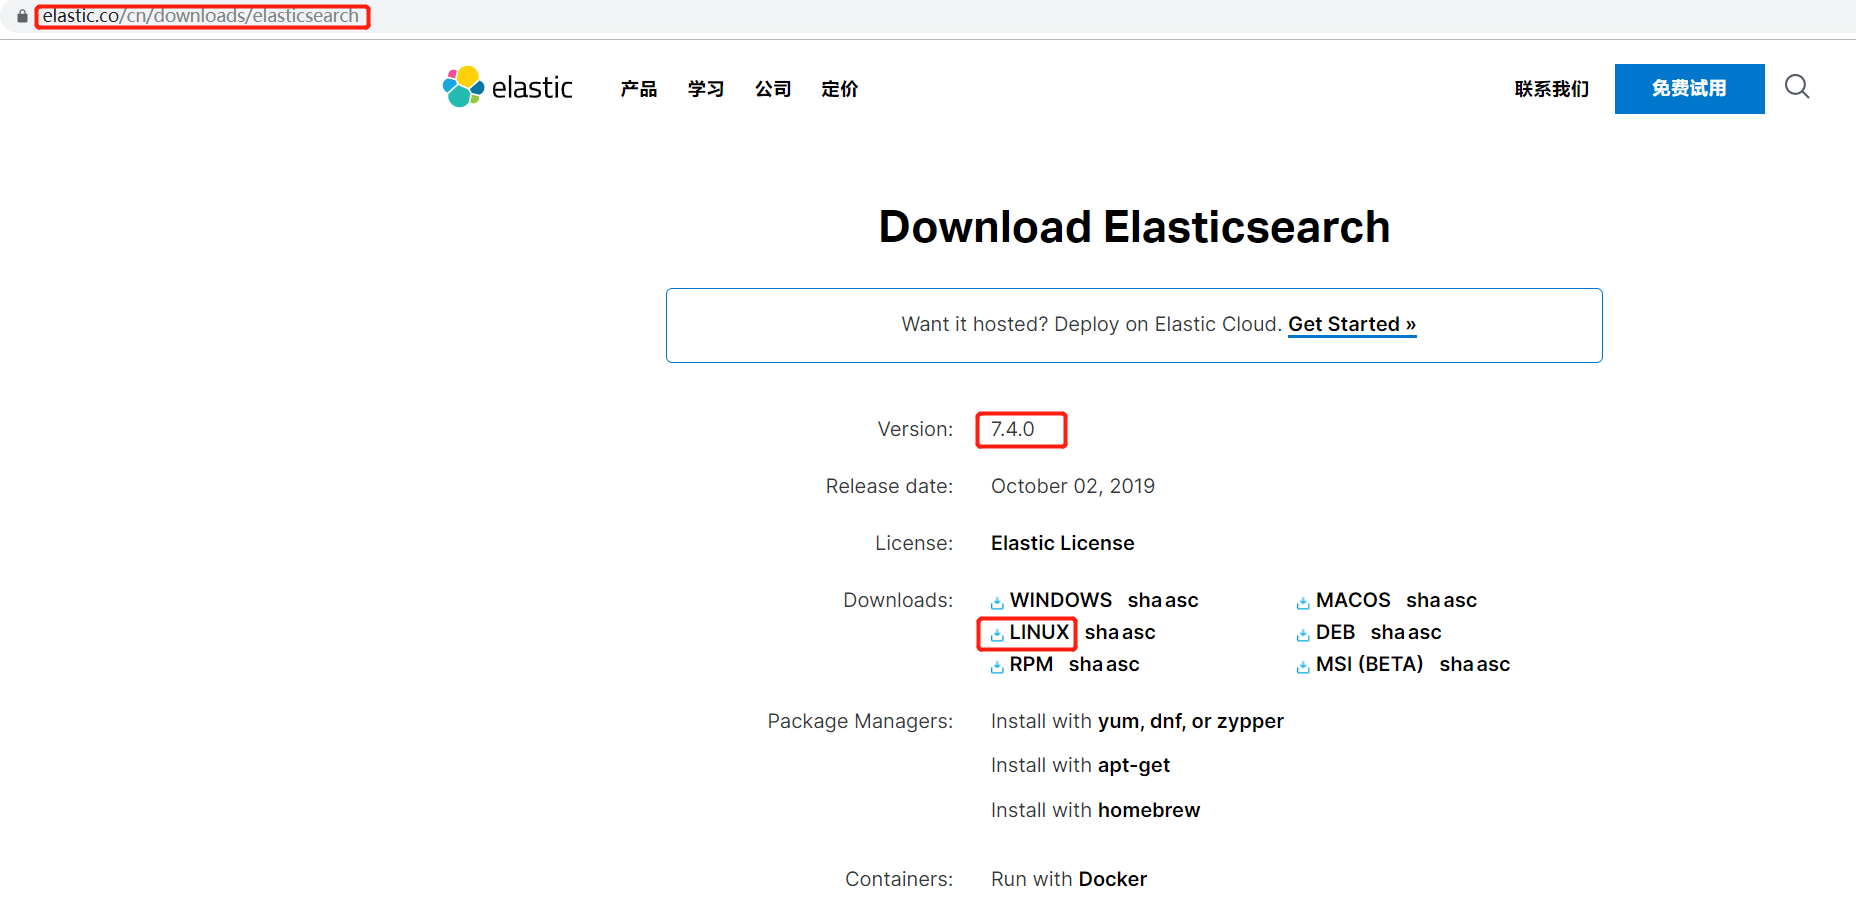 elastic.co/cn/downloads/elasticsearch
elastic 产品 学习 公司 定价 联系我们 免费试用
Download Elasticsearch
Want it hosted? Deploy on Elastic Cloud. Get Started »
Version: 7.4.0
Release date: October 02, 2019
License: Elastic License
Downloads: WINDOWS sha asc MACOS sha asc
LINUX sha asc DEB sha asc
RPM sha asc MSI (BETA) sha asc
Package Managers: Install with yum, dnf, or zypper
Install with apt-get
Install with homebrew
Containers: Run with Docker